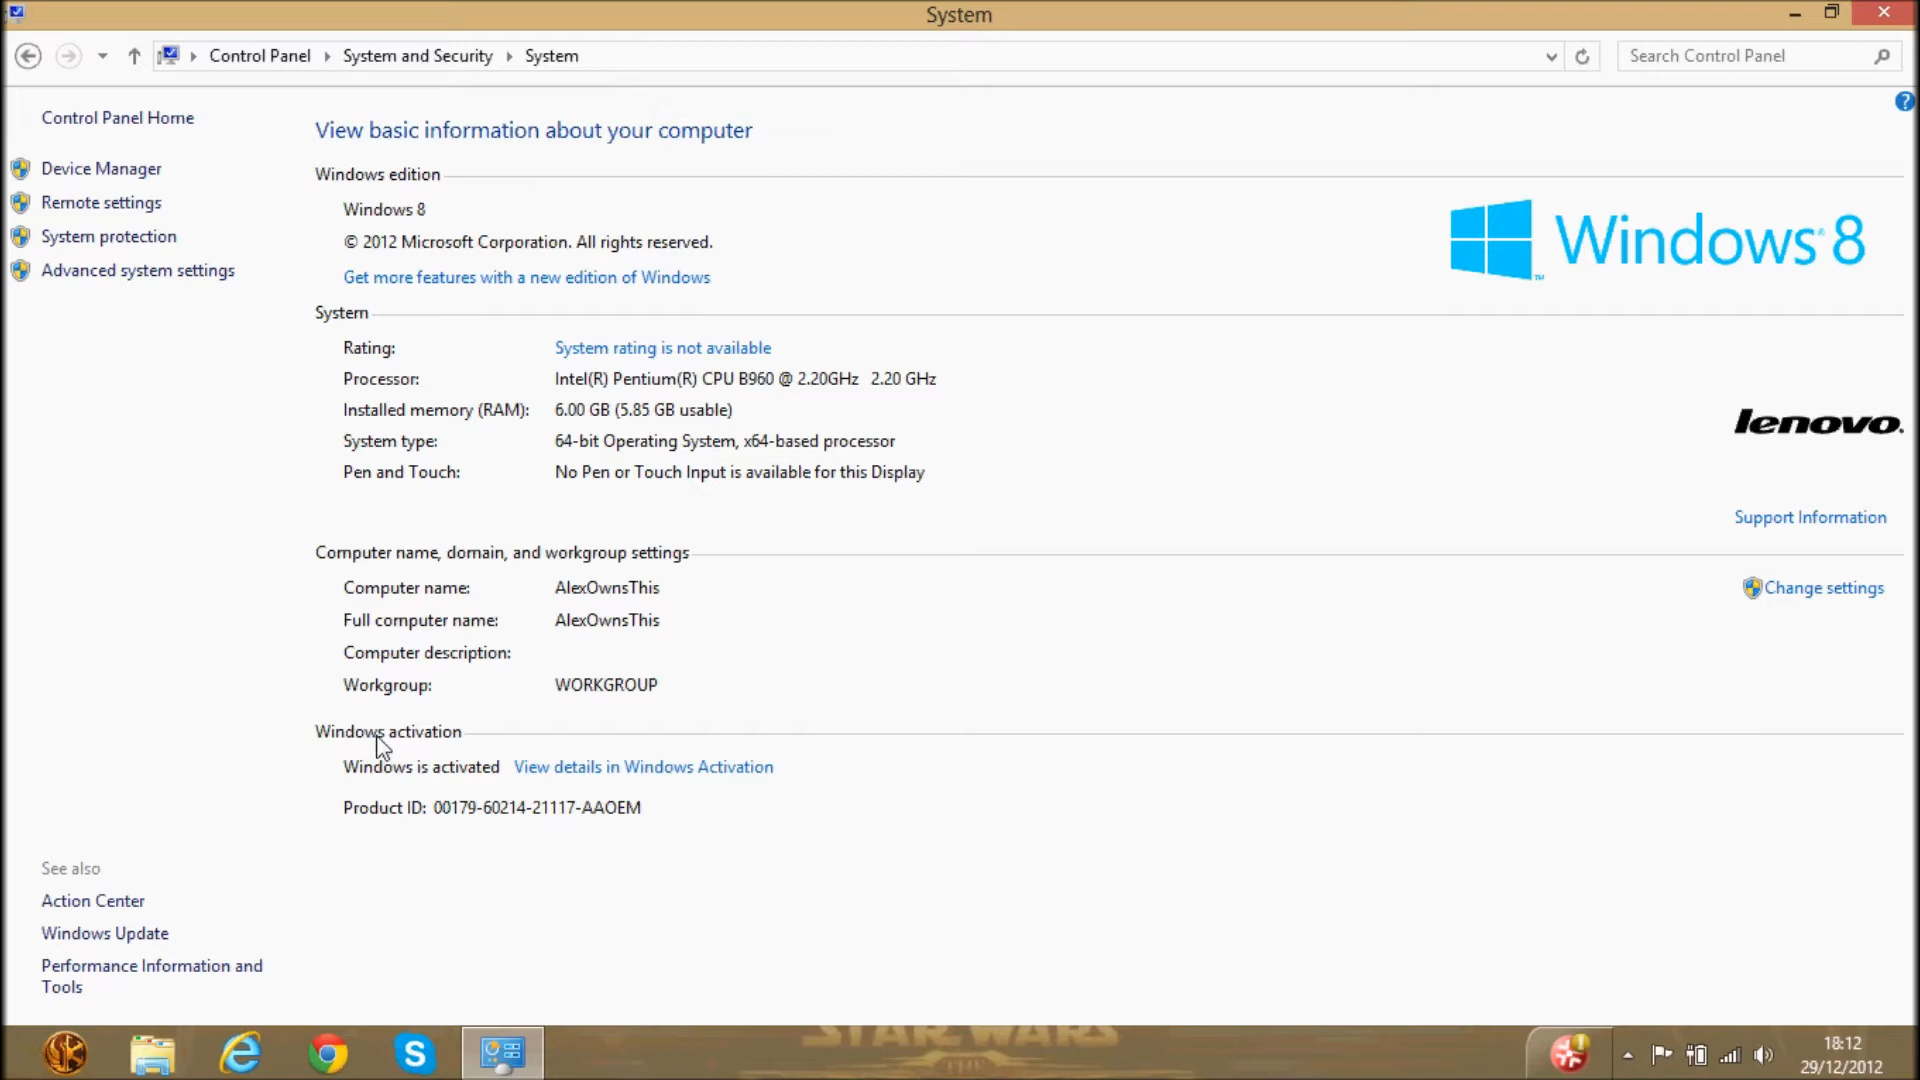 System
Control Panel System and Security System
Search Control Panel
Control Panel Home
Device Manager
Remote settings
System protection
Advanced system settings
View basic information about your computer
Windows edition
Windows 8
© 2012 Microsoft Corporation. All rights reserved.
Get more features with a new edition of Windows
Windows® 8
™
System
Rating: System rating is not available
Processor: Intel(R) Pentium(R) CPU B960 @ 2.20GHz 2.20 GHz
Installed memory (RAM): 6.00 GB (5.85 GB usable)
System type: 64-bit Operating System, x64-based processor
Pen and Touch: No Pen or Touch Input is available for this Display
lenovo.
Support Information
Computer name, domain, and workgroup settings
Computer name: AlexOwnsThis
Change settings
Full computer name: AlexOwnsThis
Computer description:
Workgroup: WORKGROUP
Windows activation
Windows is activated View details in Windows Activation
Product ID: 00179-60214-21117-AAOEM
See also
Action Center
Windows Update
Performance Information and
Tools
STAR WARS
THE
18:12
29/12/2012